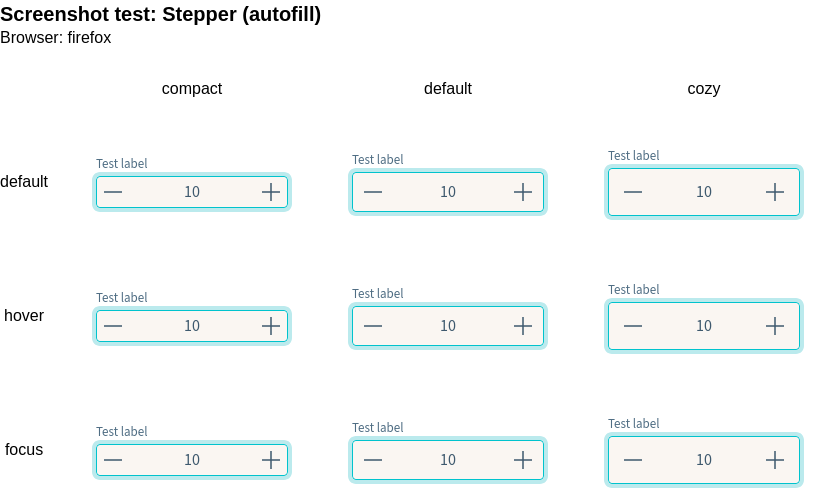 Screenshot test: Stepper (autofill)
Browser: firefox
compact default cozy
Test label Test label Test label
default 10 10 10
Test label Test label Test label
hover 10 10 10
Test label Test label Test label
focus 10 10 10